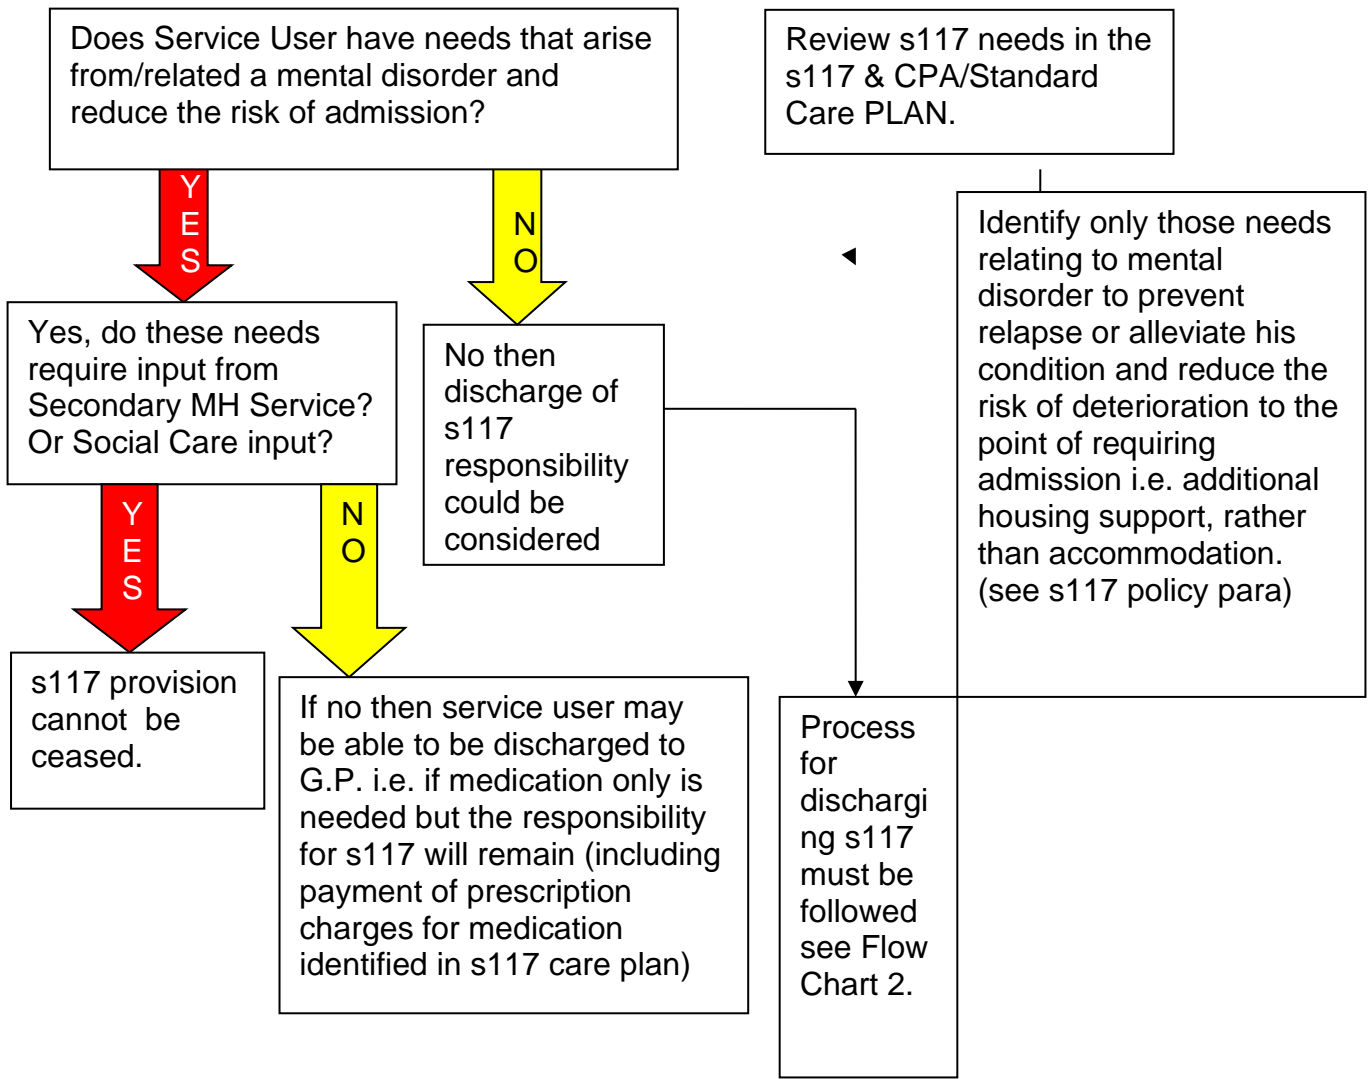 Does Service User have needs that arise
from/related a mental disorder and
reduce the risk of admission?
Review s117 needs in the
s117 & CPA/Standard
Care PLAN.
Y
E
S
N
O
Identify only those needs
relating to mental
disorder to prevent
relapse or alleviate his
condition and reduce the
risk of deterioration to the
point of requiring
admission i.e. additional
housing support, rather
than accommodation.
(see s117 policy para)
Yes, do these needs
require input from
Secondary MH Service?
Or Social Care input?
No then
discharge of
s117
responsibility
could be
considered
Y
E
S
N
O
s117 provision
cannot be
ceased.
If no then service user may
be able to be discharged to
G.P. i.e. if medication only is
needed but the responsibility
for s117 will remain (including
payment of prescription
charges for medication
identified in s117 care plan)
Process
for
dischargi
ng s117
must be
followed
see Flow
Chart 2.